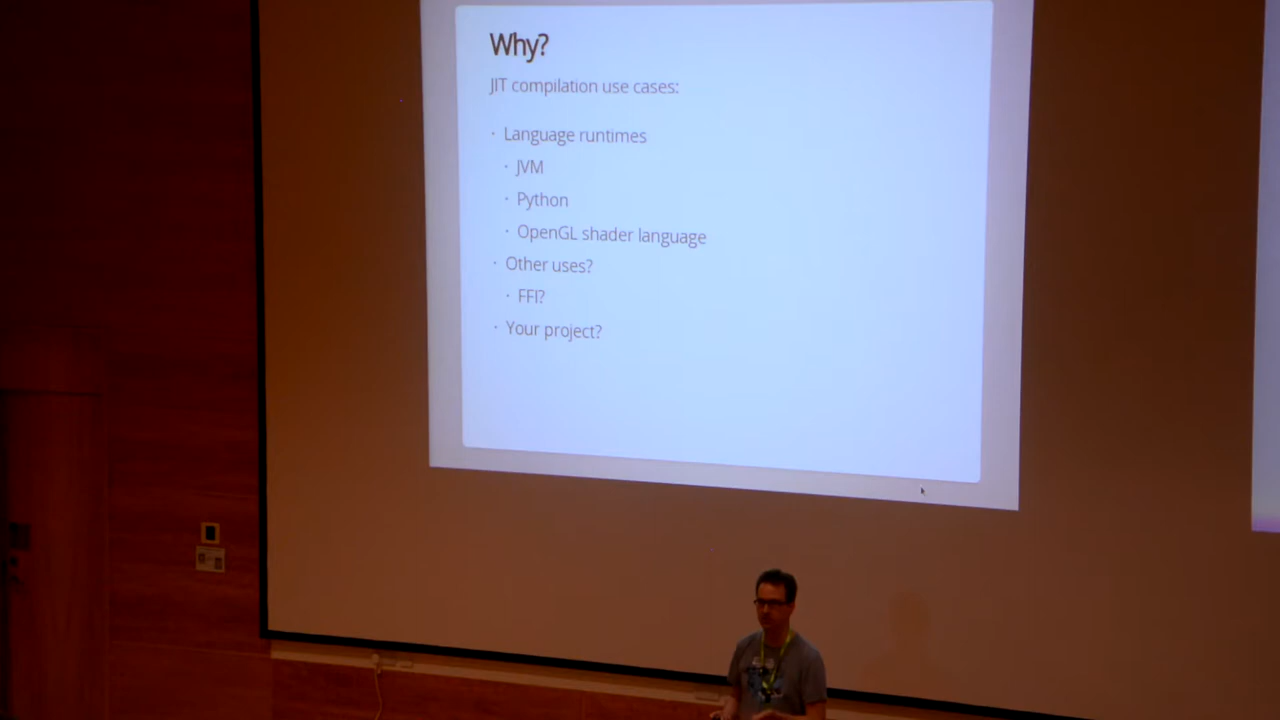 Why?
JIT compilation use cases:
· Language runtimes
· JVM
· Python
· OpenGL shader language
· Other uses?
· FFI?
· Your project?